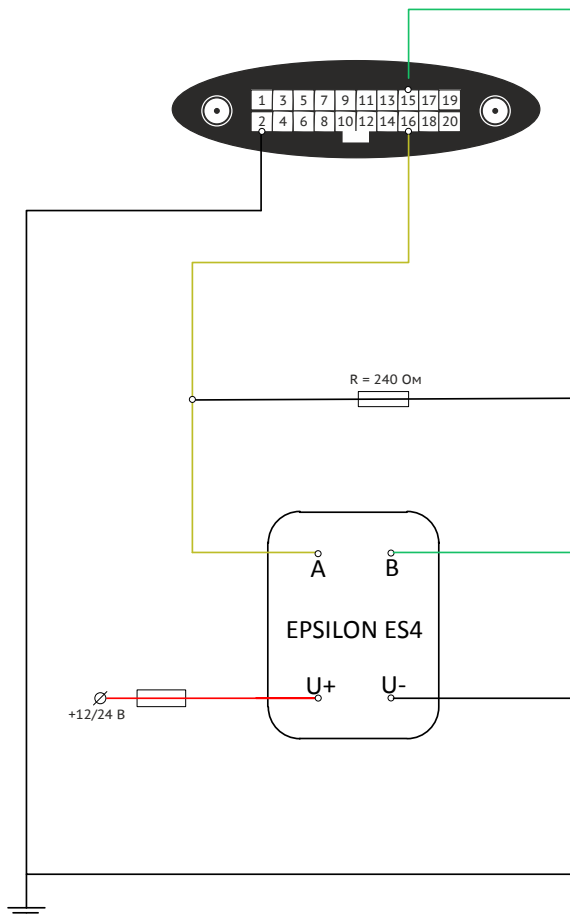 1 3 5 7 9 11 13 15 17 19
2 4 6 8 10 12 14 16 18 20
R = 240 Ом
A B
EPSILON ES4
U+ U-
+12/24 В